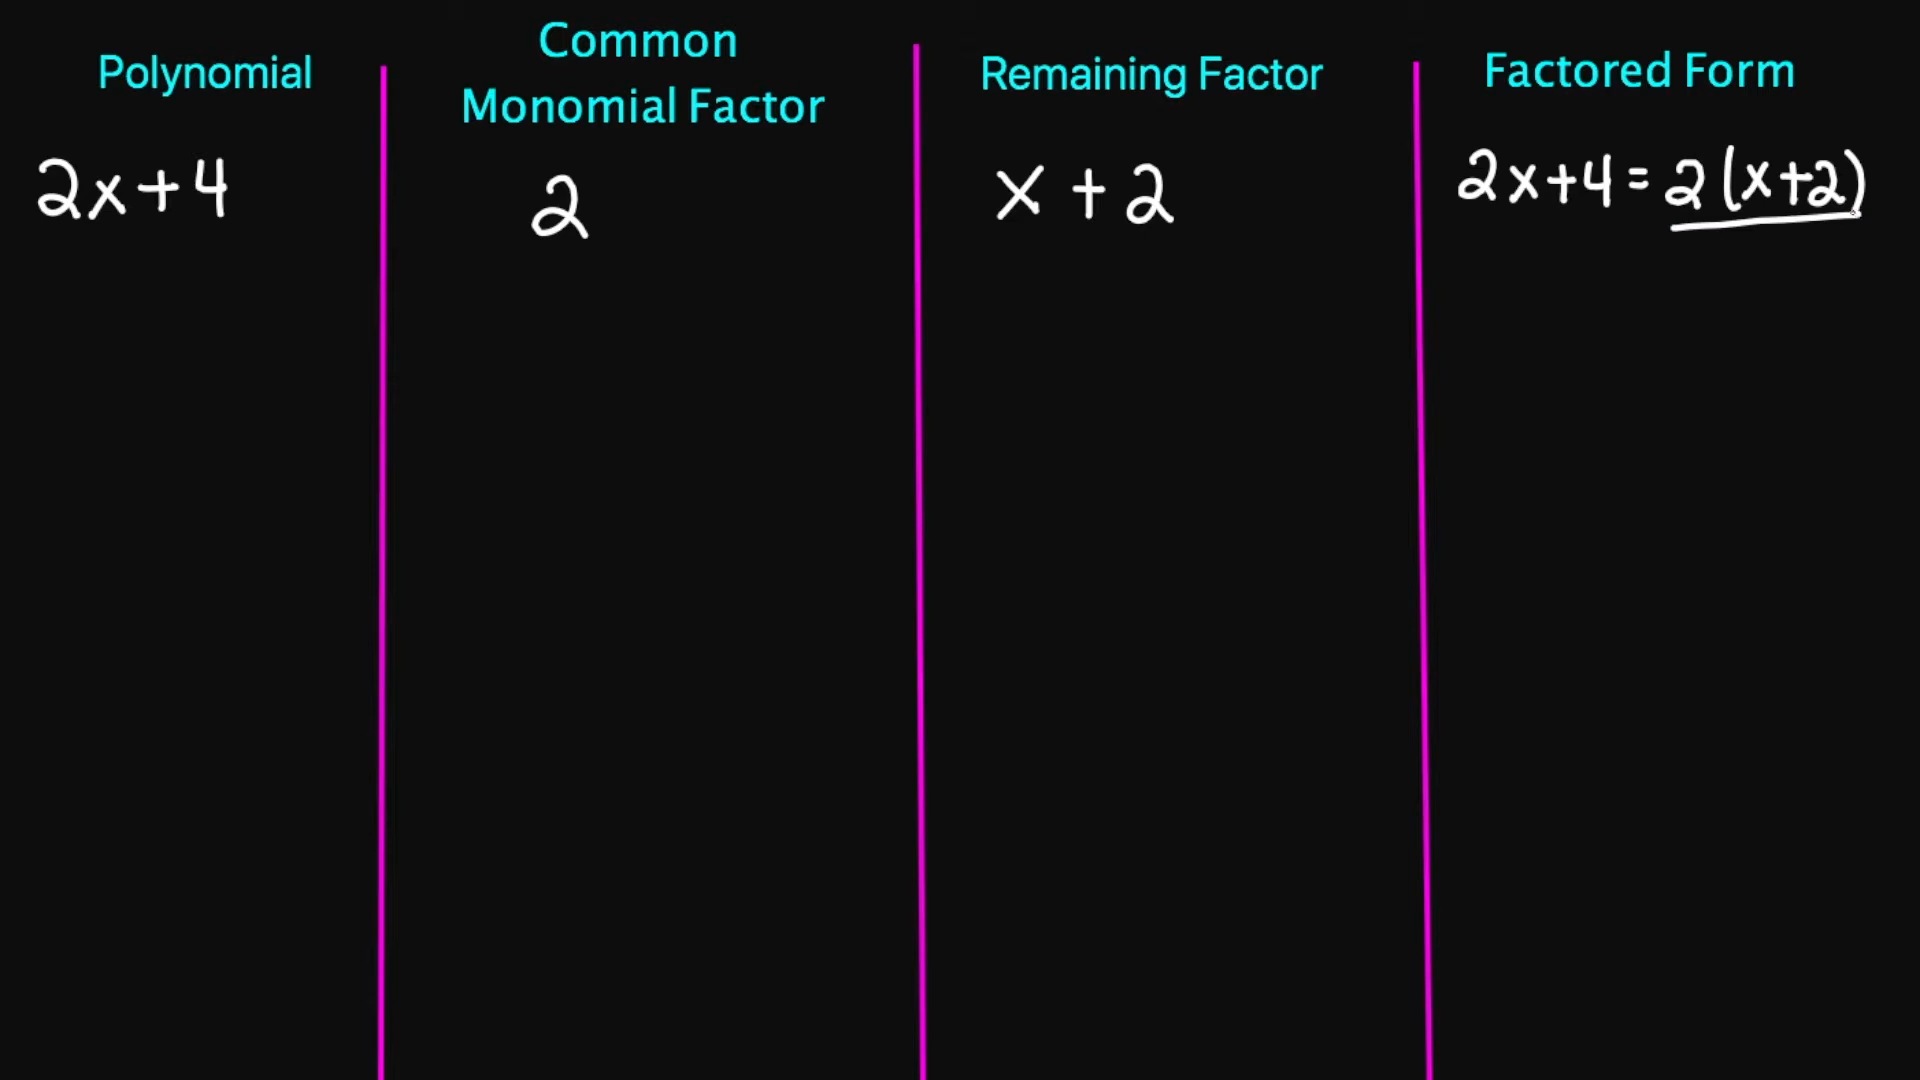 Polynomial
Common
Monomial Factor
Remaining Factor
Factored Form
2x+4
2
x+2
2x+4=2(x+2)